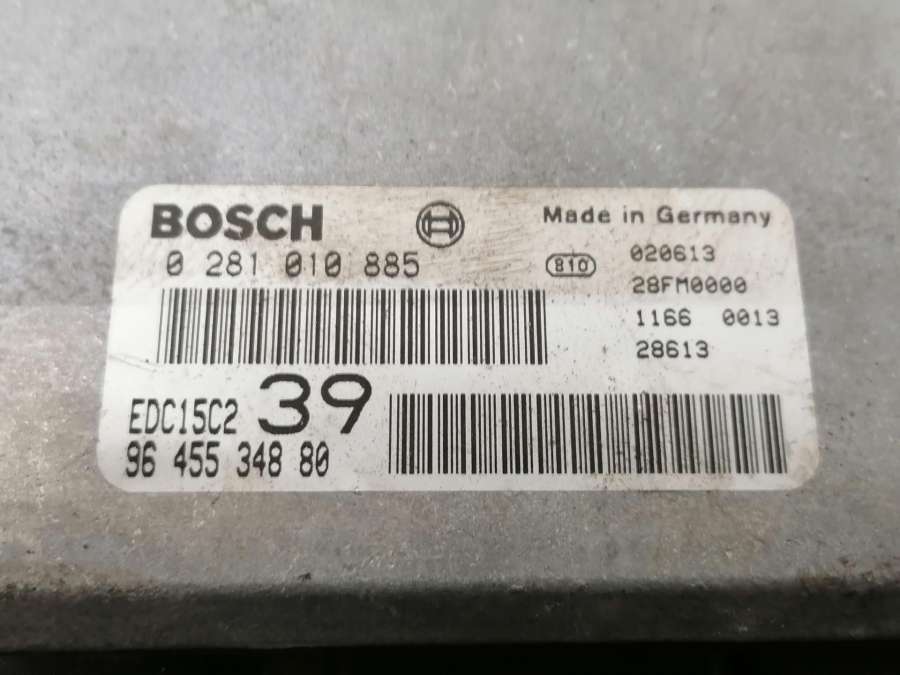 BOSCH
Made in Germany
0 281 010 885
810
020613
28FM0000
1166 0013
28613
EDC15C2 39
96 455 348 80